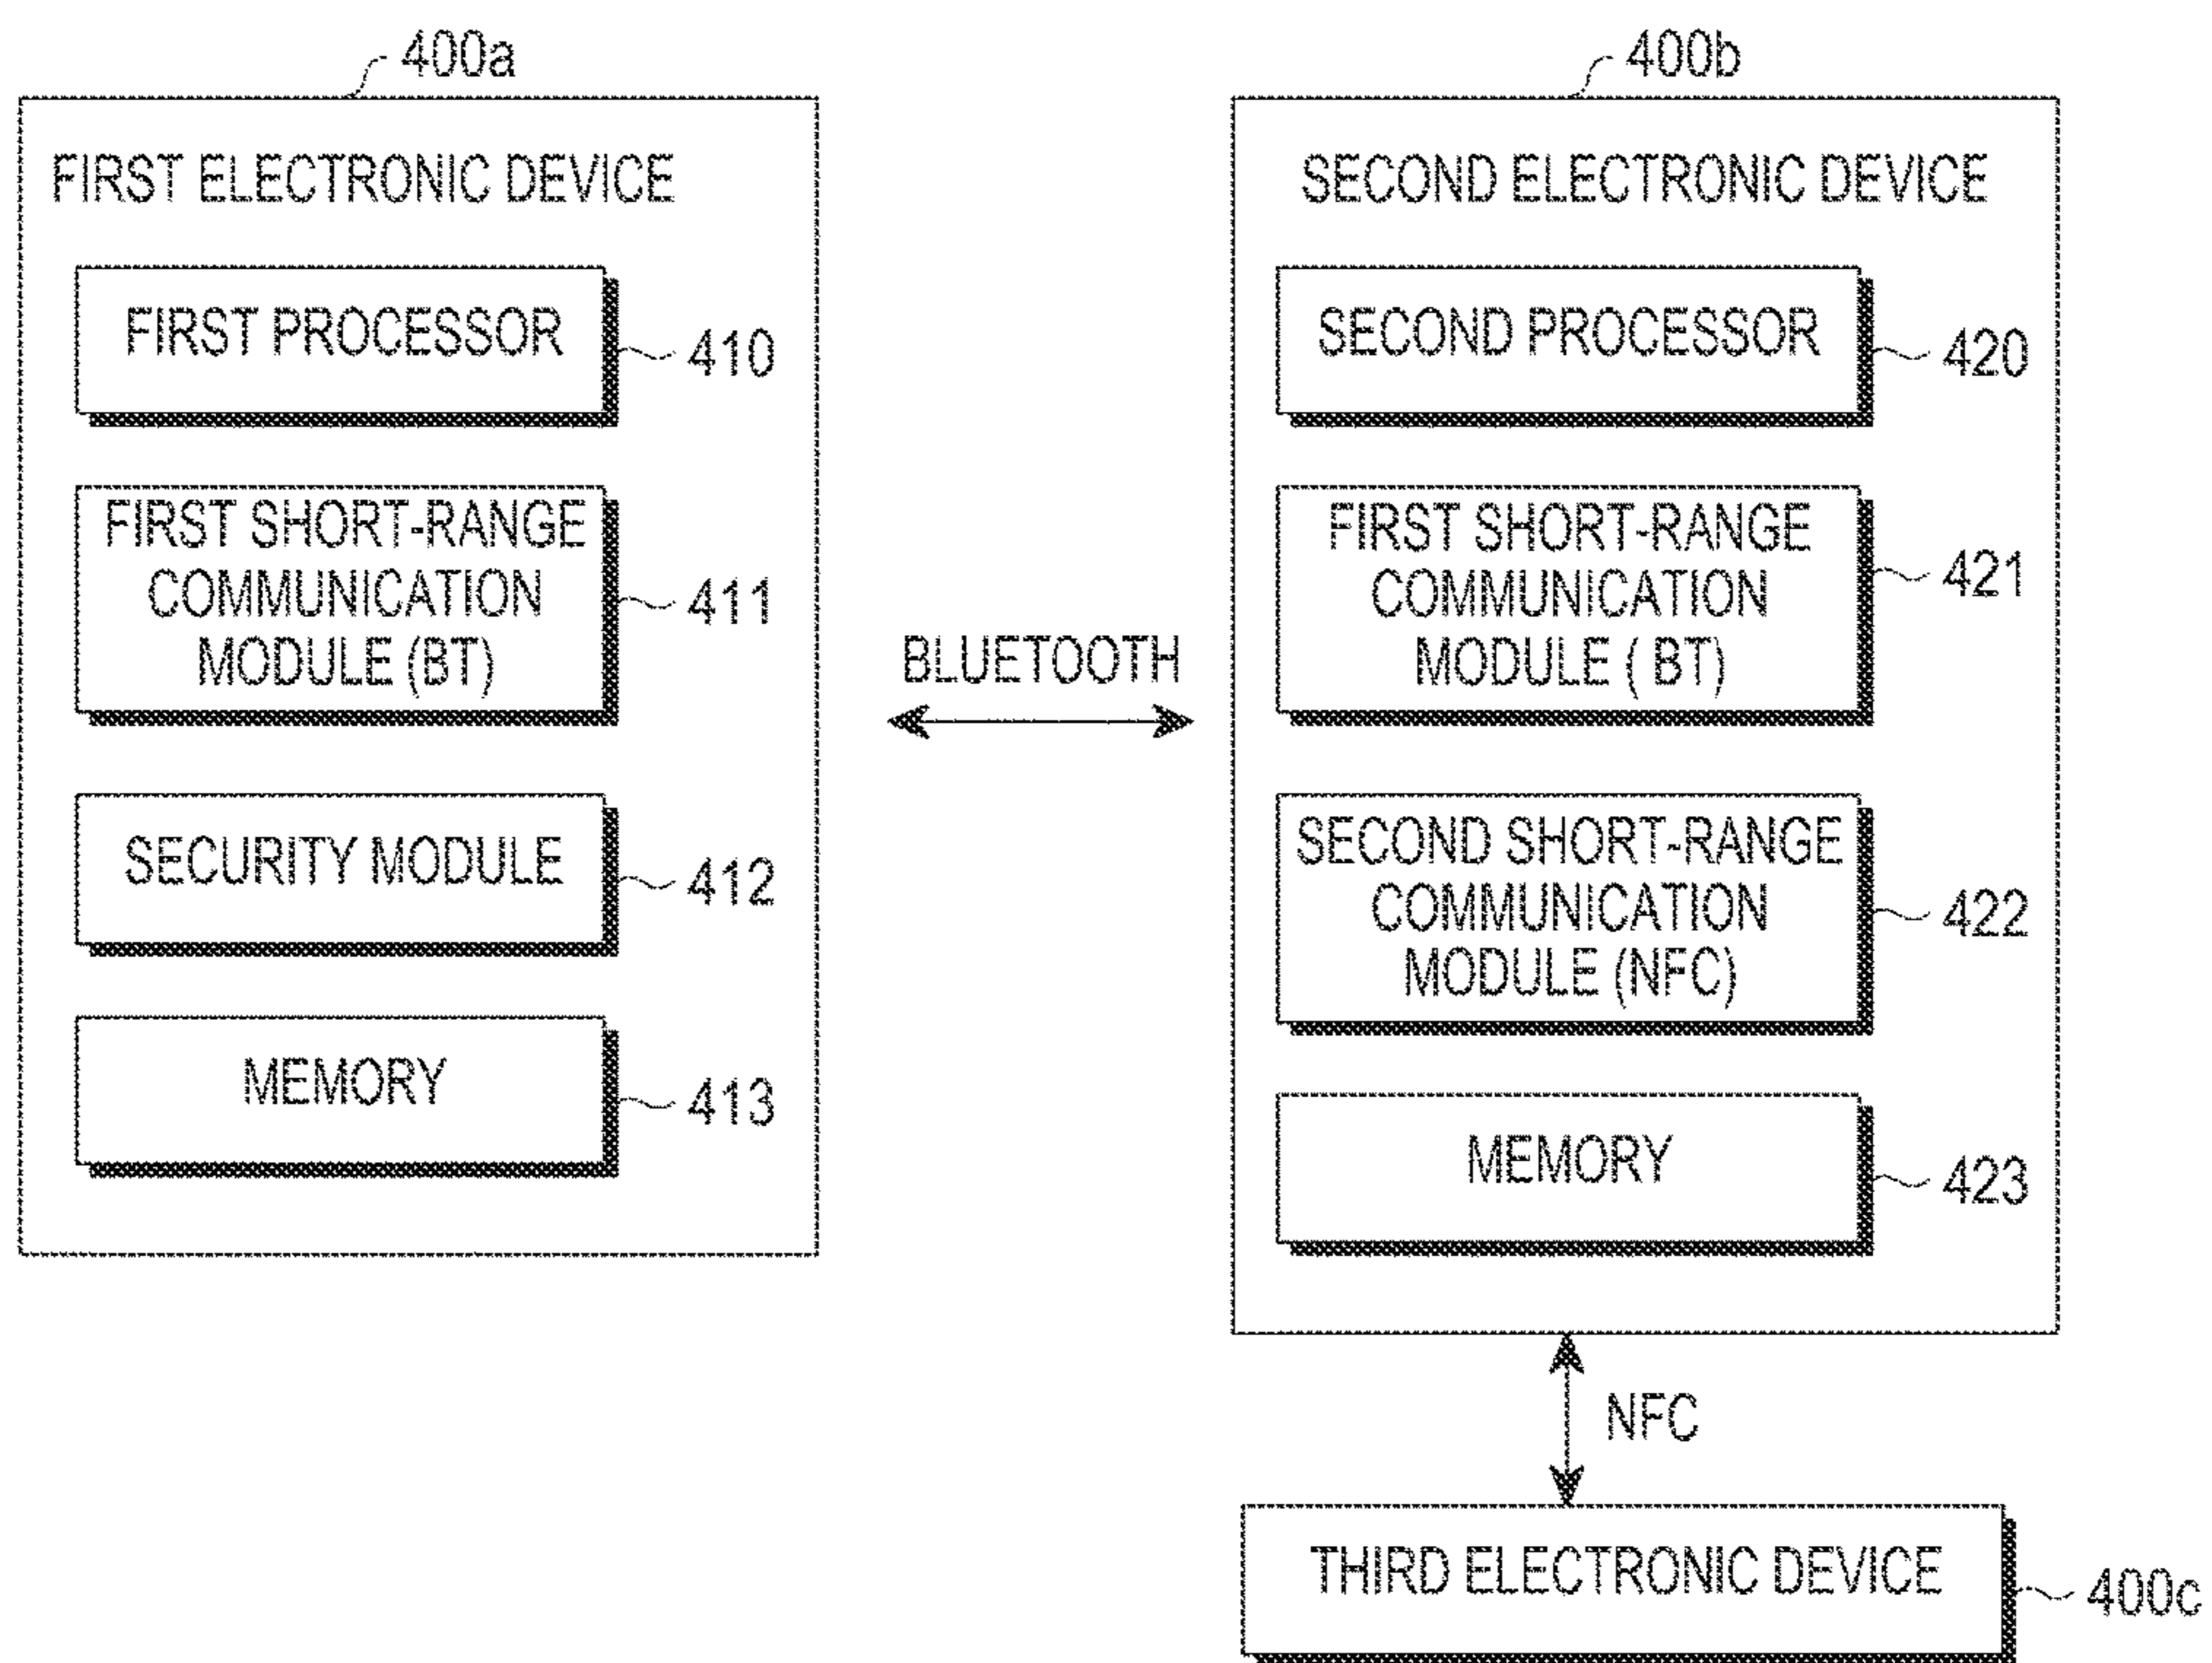 400a
FIRST ELECTRONIC DEVICE
FIRST PROCESSOR
410
FIRST SHORT-RANGE
COMMUNICATION
MODULE (BT)
411
SECURITY MODULE
412
MEMORY
413
BLUETOOTH
400b
SECOND ELECTRONIC DEVICE
SECOND PROCESSOR
420
FIRST SHORT-RANGE
COMMUNICATION
MODULE ( BT)
421
SECOND SHORT-RANGE
COMMUNICATION
MODULE (NFC)
422
MEMORY
423
NFC
THIRD ELECTRONIC DEVICE
400c